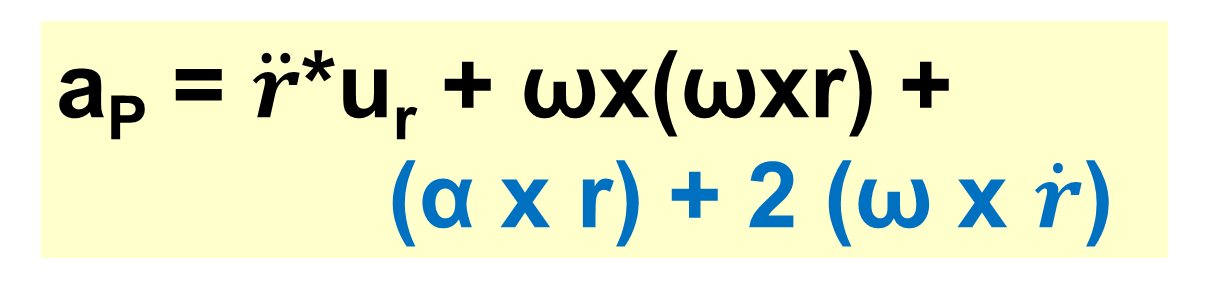 aₚ = r̈*uᵣ + ωx(ωxr) +
(α x r) + 2 (ω x ṙ)